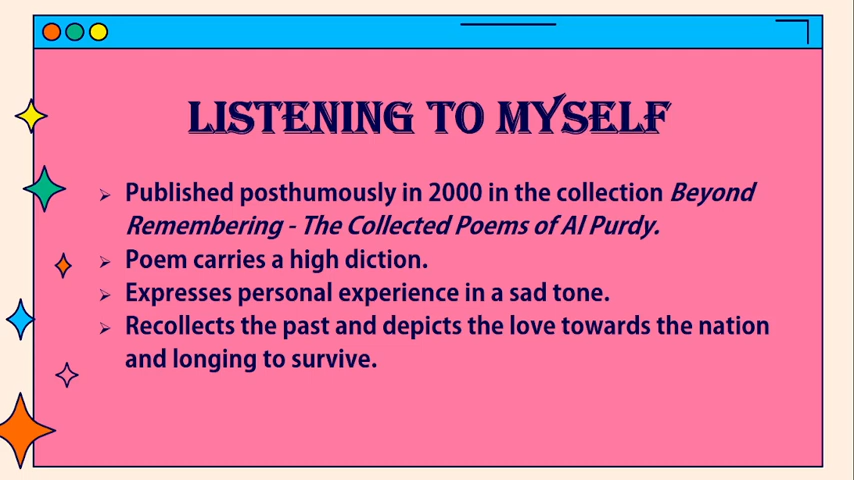 LISTENING TO MYSELF
Published posthumously in 2000 in the collection Beyond
Remembering - The Collected Poems of Al Purdy.
Poem carries a high diction.
Expresses personal experience in a sad tone.
Recollects the past and depicts the love towards the nation
and longing to survive.